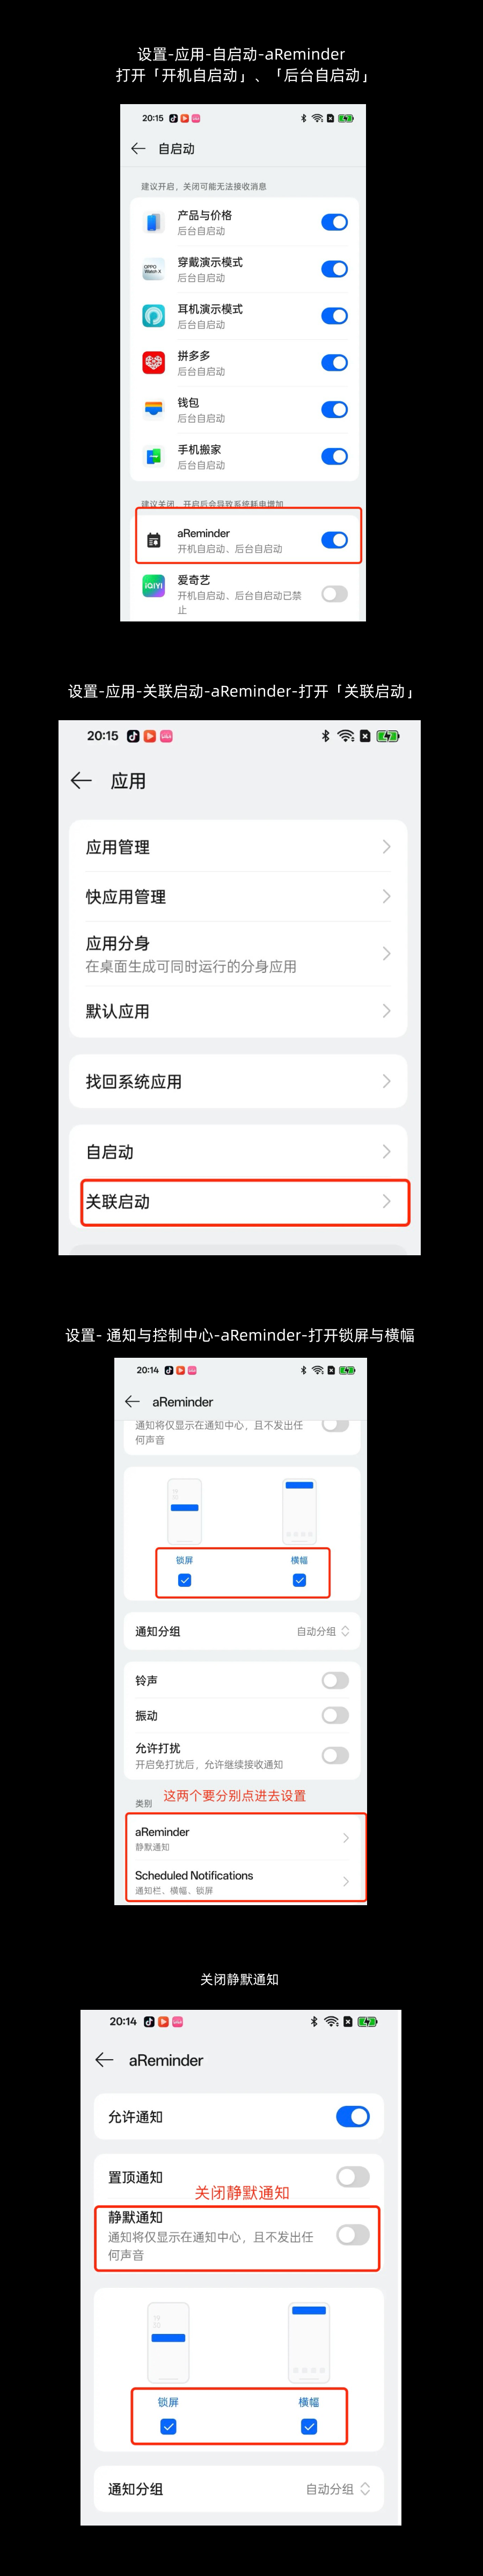 设置-应用-自启动-aReminder
打开「开机自启动」、「后台自启动」
20:15
自启动
建议开启，关闭可能无法接收消息
产品与价格
后台自启动
OPPO
Watch X
穿戴演示模式
后台自启动
耳机演示模式
后台自启动
拼多多
后台自启动
钱包
后台自启动
手机搬家
后台自启动
建议关闭，开启后会导致系统耗电增加
aReminder
开机自启动、后台自启动
iQIYI
爱奇艺
开机自启动、后台自启动已禁
止
设置-应用-关联启动-aReminder-打开「关联启动」
20:15
应用
应用管理
快应用管理
应用分身
在桌面生成可同时运行的分身应用
默认应用
找回系统应用
自启动
关联启动
设置- 通知与控制中心-aReminder-打开锁屏与横幅
20:14
aReminder
通知将仅显示在通知中心，且不发出任
何声音
锁屏
横幅
通知分组
自动分组
铃声
振动
允许打扰
开启免打扰后，允许继续接收通知
类别
这两个要分别点进去设置
aReminder
静默通知
Scheduled Notifications
通知栏、横幅、锁屏
关闭静默通知
20:14
aReminder
允许通知
置顶通知
关闭静默通知
静默通知
通知将仅显示在通知中心，且不发出任
何声音
锁屏
横幅
通知分组
自动分组